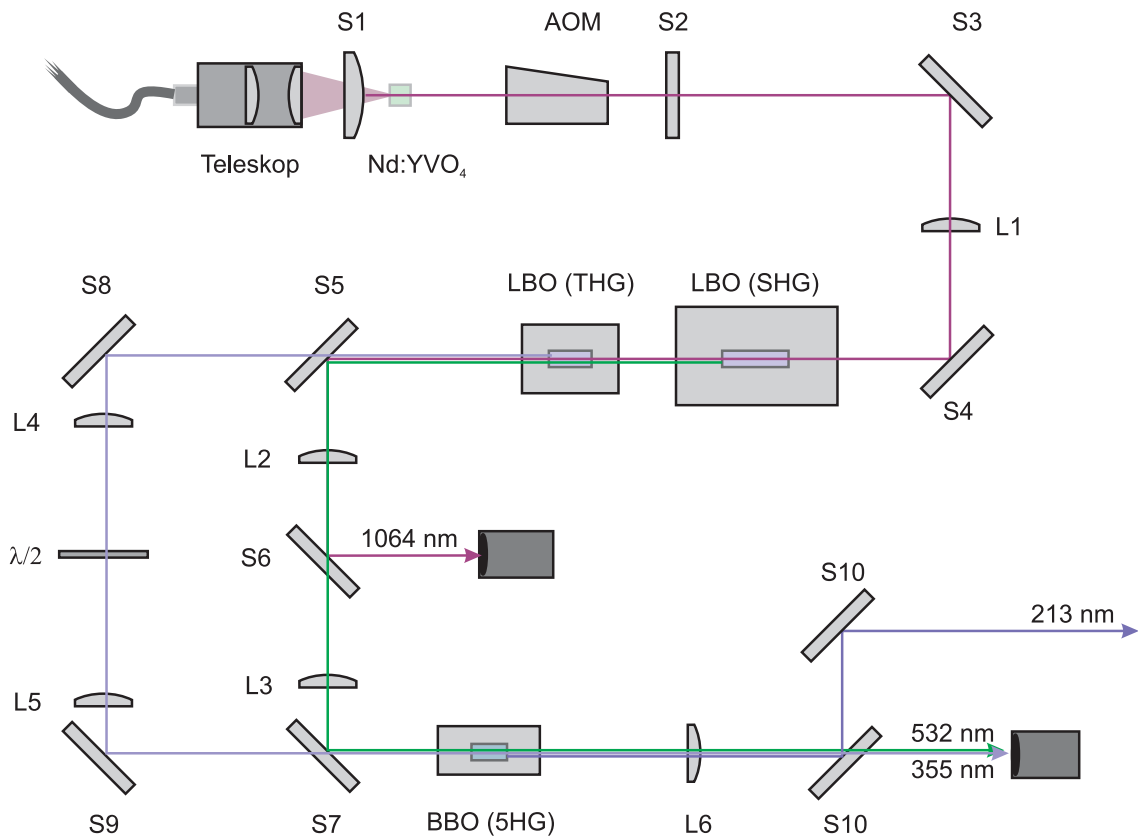 S1
AOM
S2
S3
Teleskop
Nd:YVO₄
L1
S8
S5
LBO (THG)
LBO (SHG)
S4
L4
L2
1064 nm
λ/2
S6
S10
213 nm
L5
L3
532 nm
355 nm
S9
S7
BBO (5HG)
L6
S10